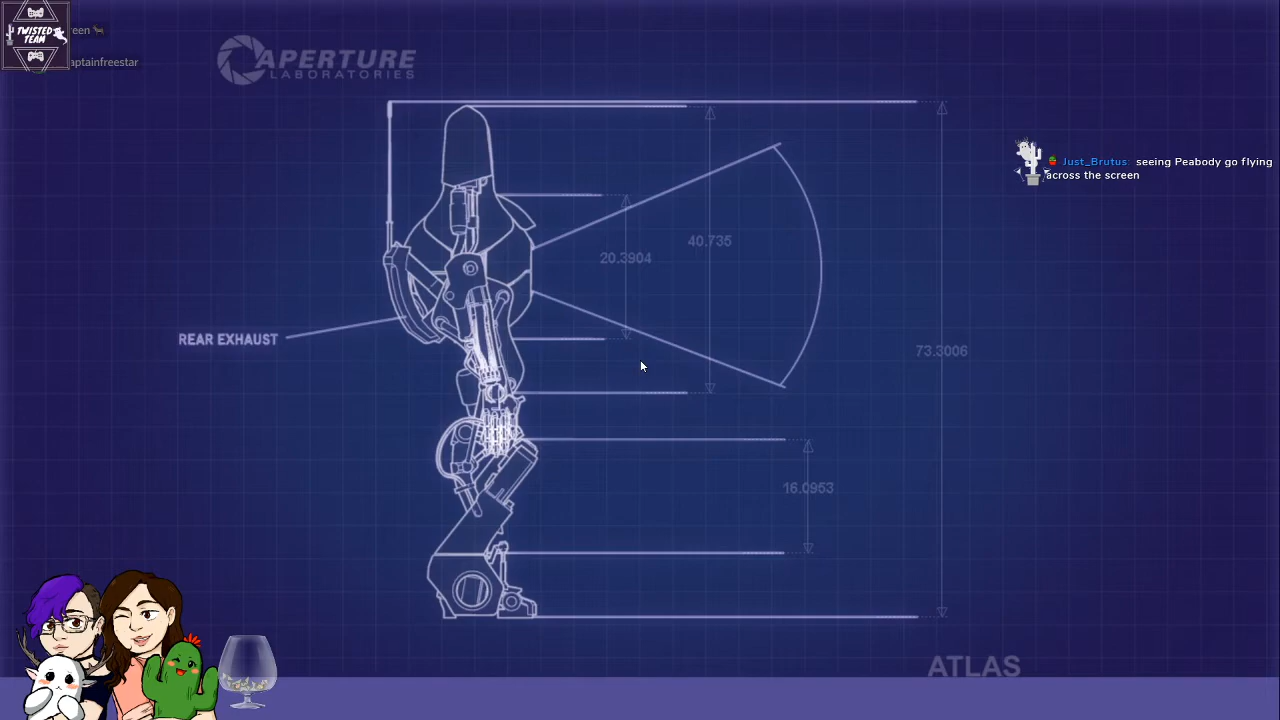 TWISTED
TEAM
reen
aptainfreestar
APERTURE
LABORATORIES
Just_Brutus: seeing Peabody go flying
across the screen
40.735
20.3904
REAR EXHAUST
73.3006
16.0953
ATLAS